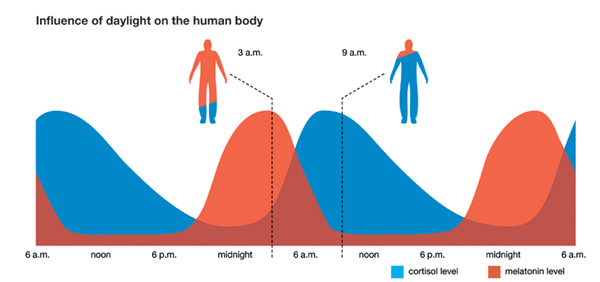 Influence of daylight on the human body
3 a.m.
9 a.m.
6 a.m. noon 6 p.m. midnight 6 a.m. noon 6 p.m. midnight 6 a.m.
cortisol level melatonin level